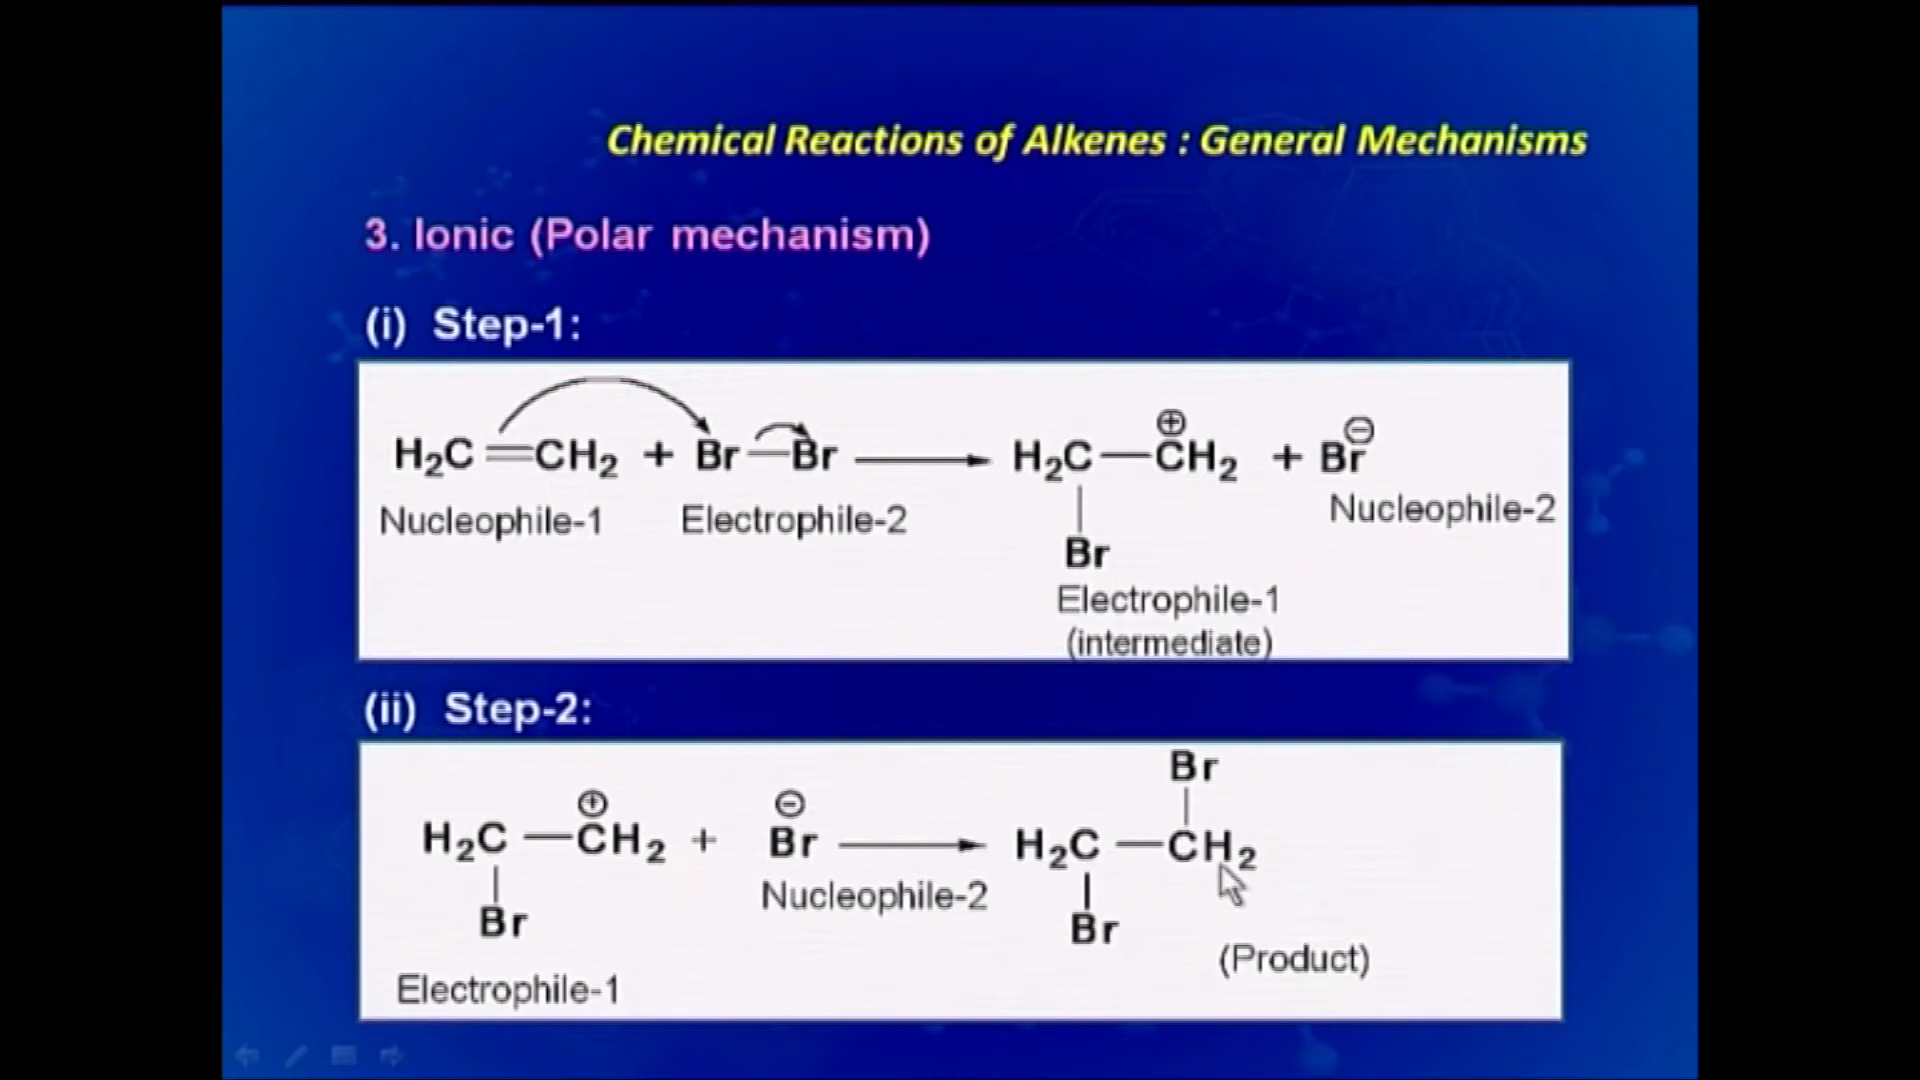 Chemical Reactions of Alkenes : General Mechanisms
3. Ionic (Polar mechanism)
(i) Step-1:
H₂C=CH₂ + Br—Br ⟶ H₂C—C⊕H₂ + Br⊖
Nucleophile-1 Electrophile-2 Nucleophile-2
Br
Electrophile-1
(intermediate)
(ii) Step-2:
Br
H₂C—C⊕H₂ + Br⊖ ⟶ H₂C—CH₂
Nucleophile-2
Br Br
(Product)
Electrophile-1